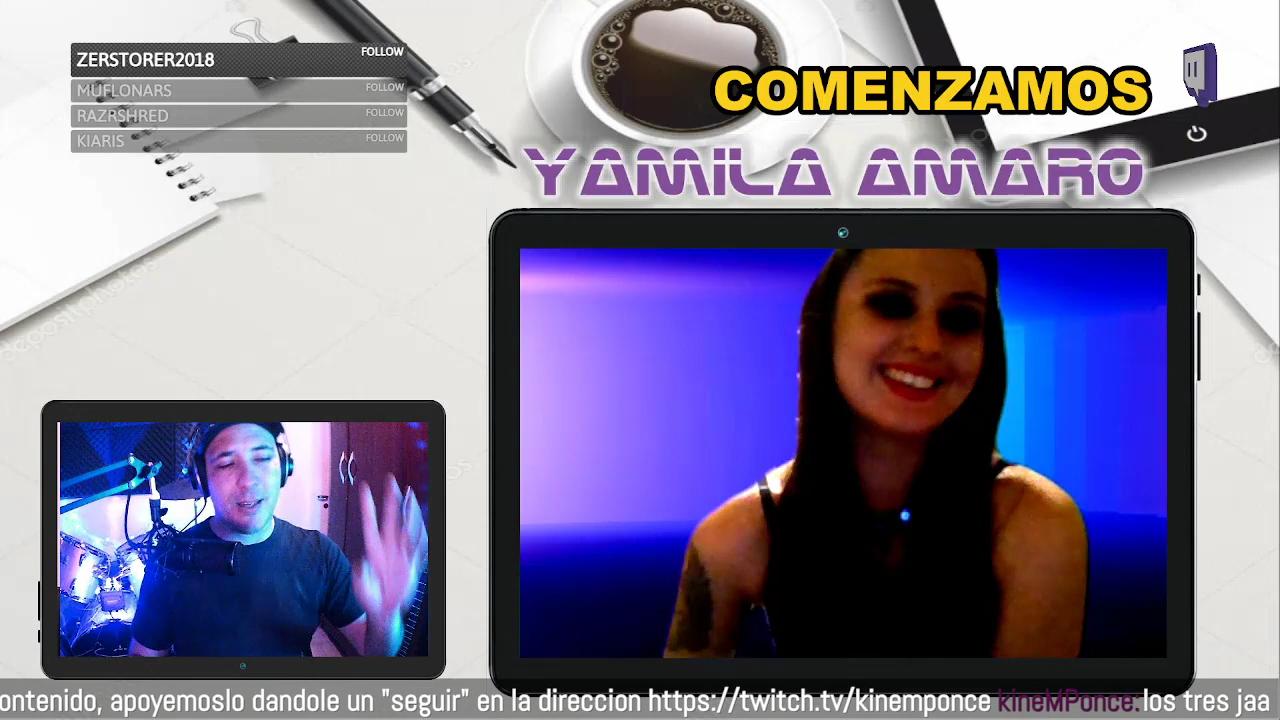 ZERSTORER2018 FOLLOW
MUFLONARS FOLLOW
RAZRSHRED FOLLOW
KIARIS FOLLOW
COMENZAMOS
YAMILA AMARO
ontenido, apoyemoslo dandole un "seguir" en la direccion https://twitch.tv/kinemponce kineMPonce: los tres jaa